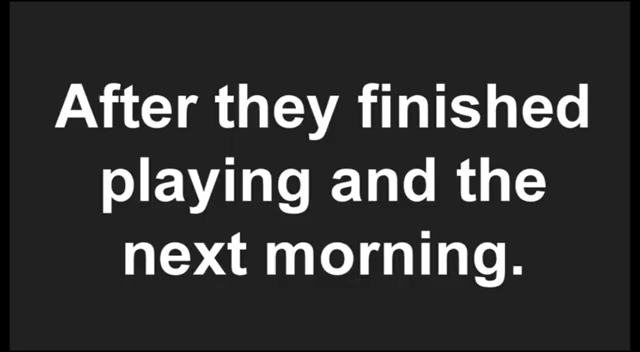 After they finished
playing and the
next morning.